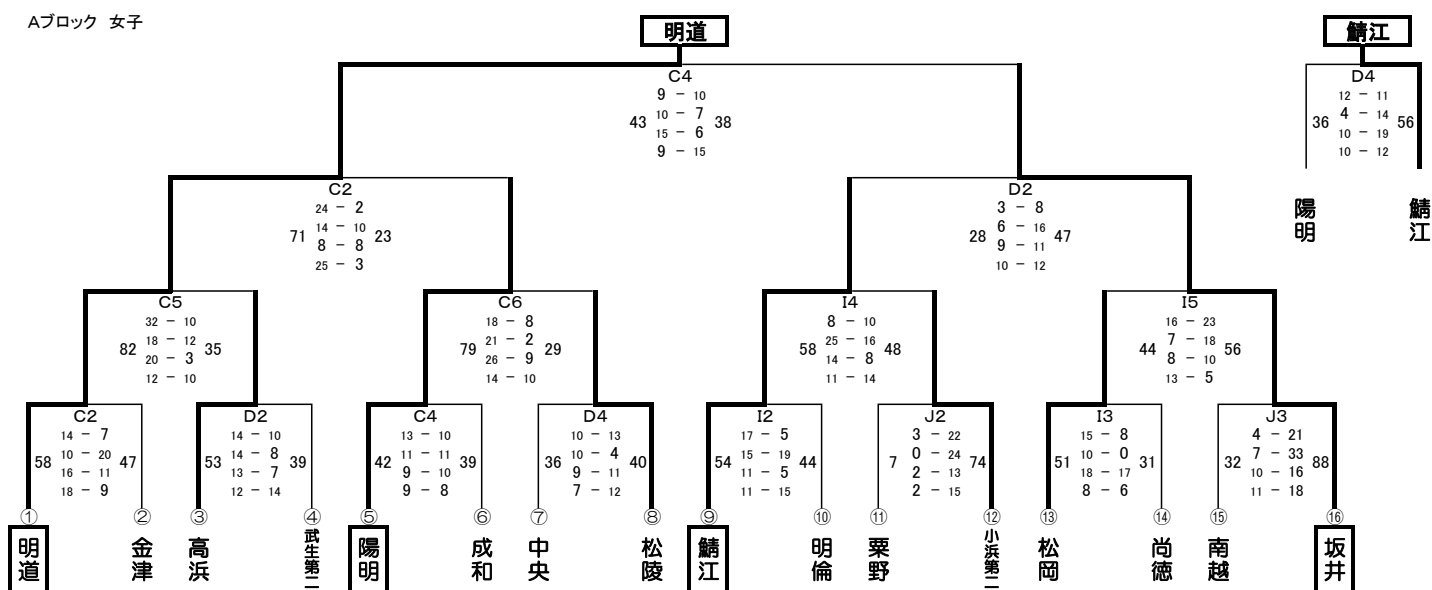 Aブロック 女子
明道
鯖江
C4
9 - 10
10 - 7
43 38
15 - 6
9 - 15
D4
12 - 11
4 - 14
36 56
10 - 19
10 - 12
陽明
鯖江
C2
24 - 2
14 - 10
71 23
8 - 8
25 - 3
D2
3 - 8
6 - 16
28 47
9 - 11
10 - 12
C5
32 - 10
18 - 12
82 35
20 - 3
12 - 10
C6
18 - 8
21 - 2
79 29
26 - 9
14 - 10
I4
8 - 10
25 - 16
58 48
14 - 8
11 - 14
I5
16 - 23
7 - 18
44 56
8 - 10
13 - 5
C2
14 - 7
10 - 20
58 47
16 - 11
18 - 9
D2
14 - 10
14 - 8
53 39
13 - 7
12 - 14
C4
13 - 10
11 - 11
42 39
9 - 10
9 - 8
D4
10 - 13
10 - 4
36 40
9 - 11
7 - 12
I2
17 - 5
15 - 19
54 44
11 - 5
11 - 15
J2
3 - 22
0 - 24
7 74
2 - 13
2 - 15
I3
15 - 8
10 - 0
51 31
18 - 17
8 - 6
J3
4 - 21
7 - 33
32 88
10 - 16
11 - 18
① ② ③ ④ ⑤ ⑥ ⑦ ⑧ ⑨ ⑩ ⑪ ⑫ ⑬ ⑭ ⑮ ⑯
明道
金津
高浜
武生第二
陽明
成和
中央
松陵
鯖江
明倫
粟野
小浜第二
松岡
尚徳
南越
坂井